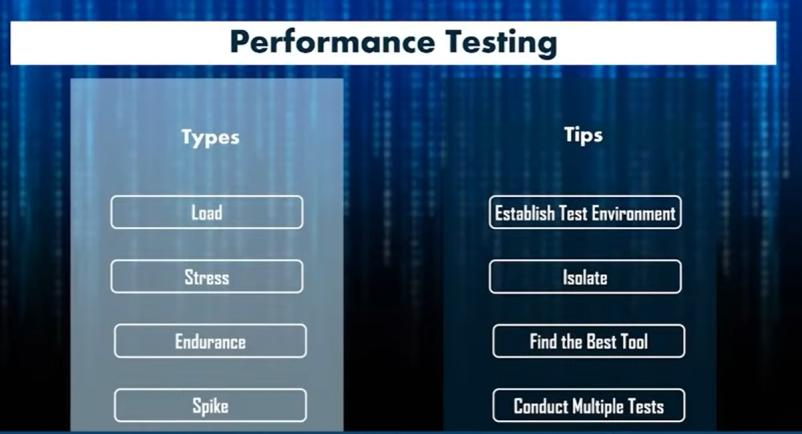 Performance Testing
Types
Load
Stress
Endurance
Spike
Tips
Establish Test Environment
Isolate
Find the Best Tool
Conduct Multiple Tests